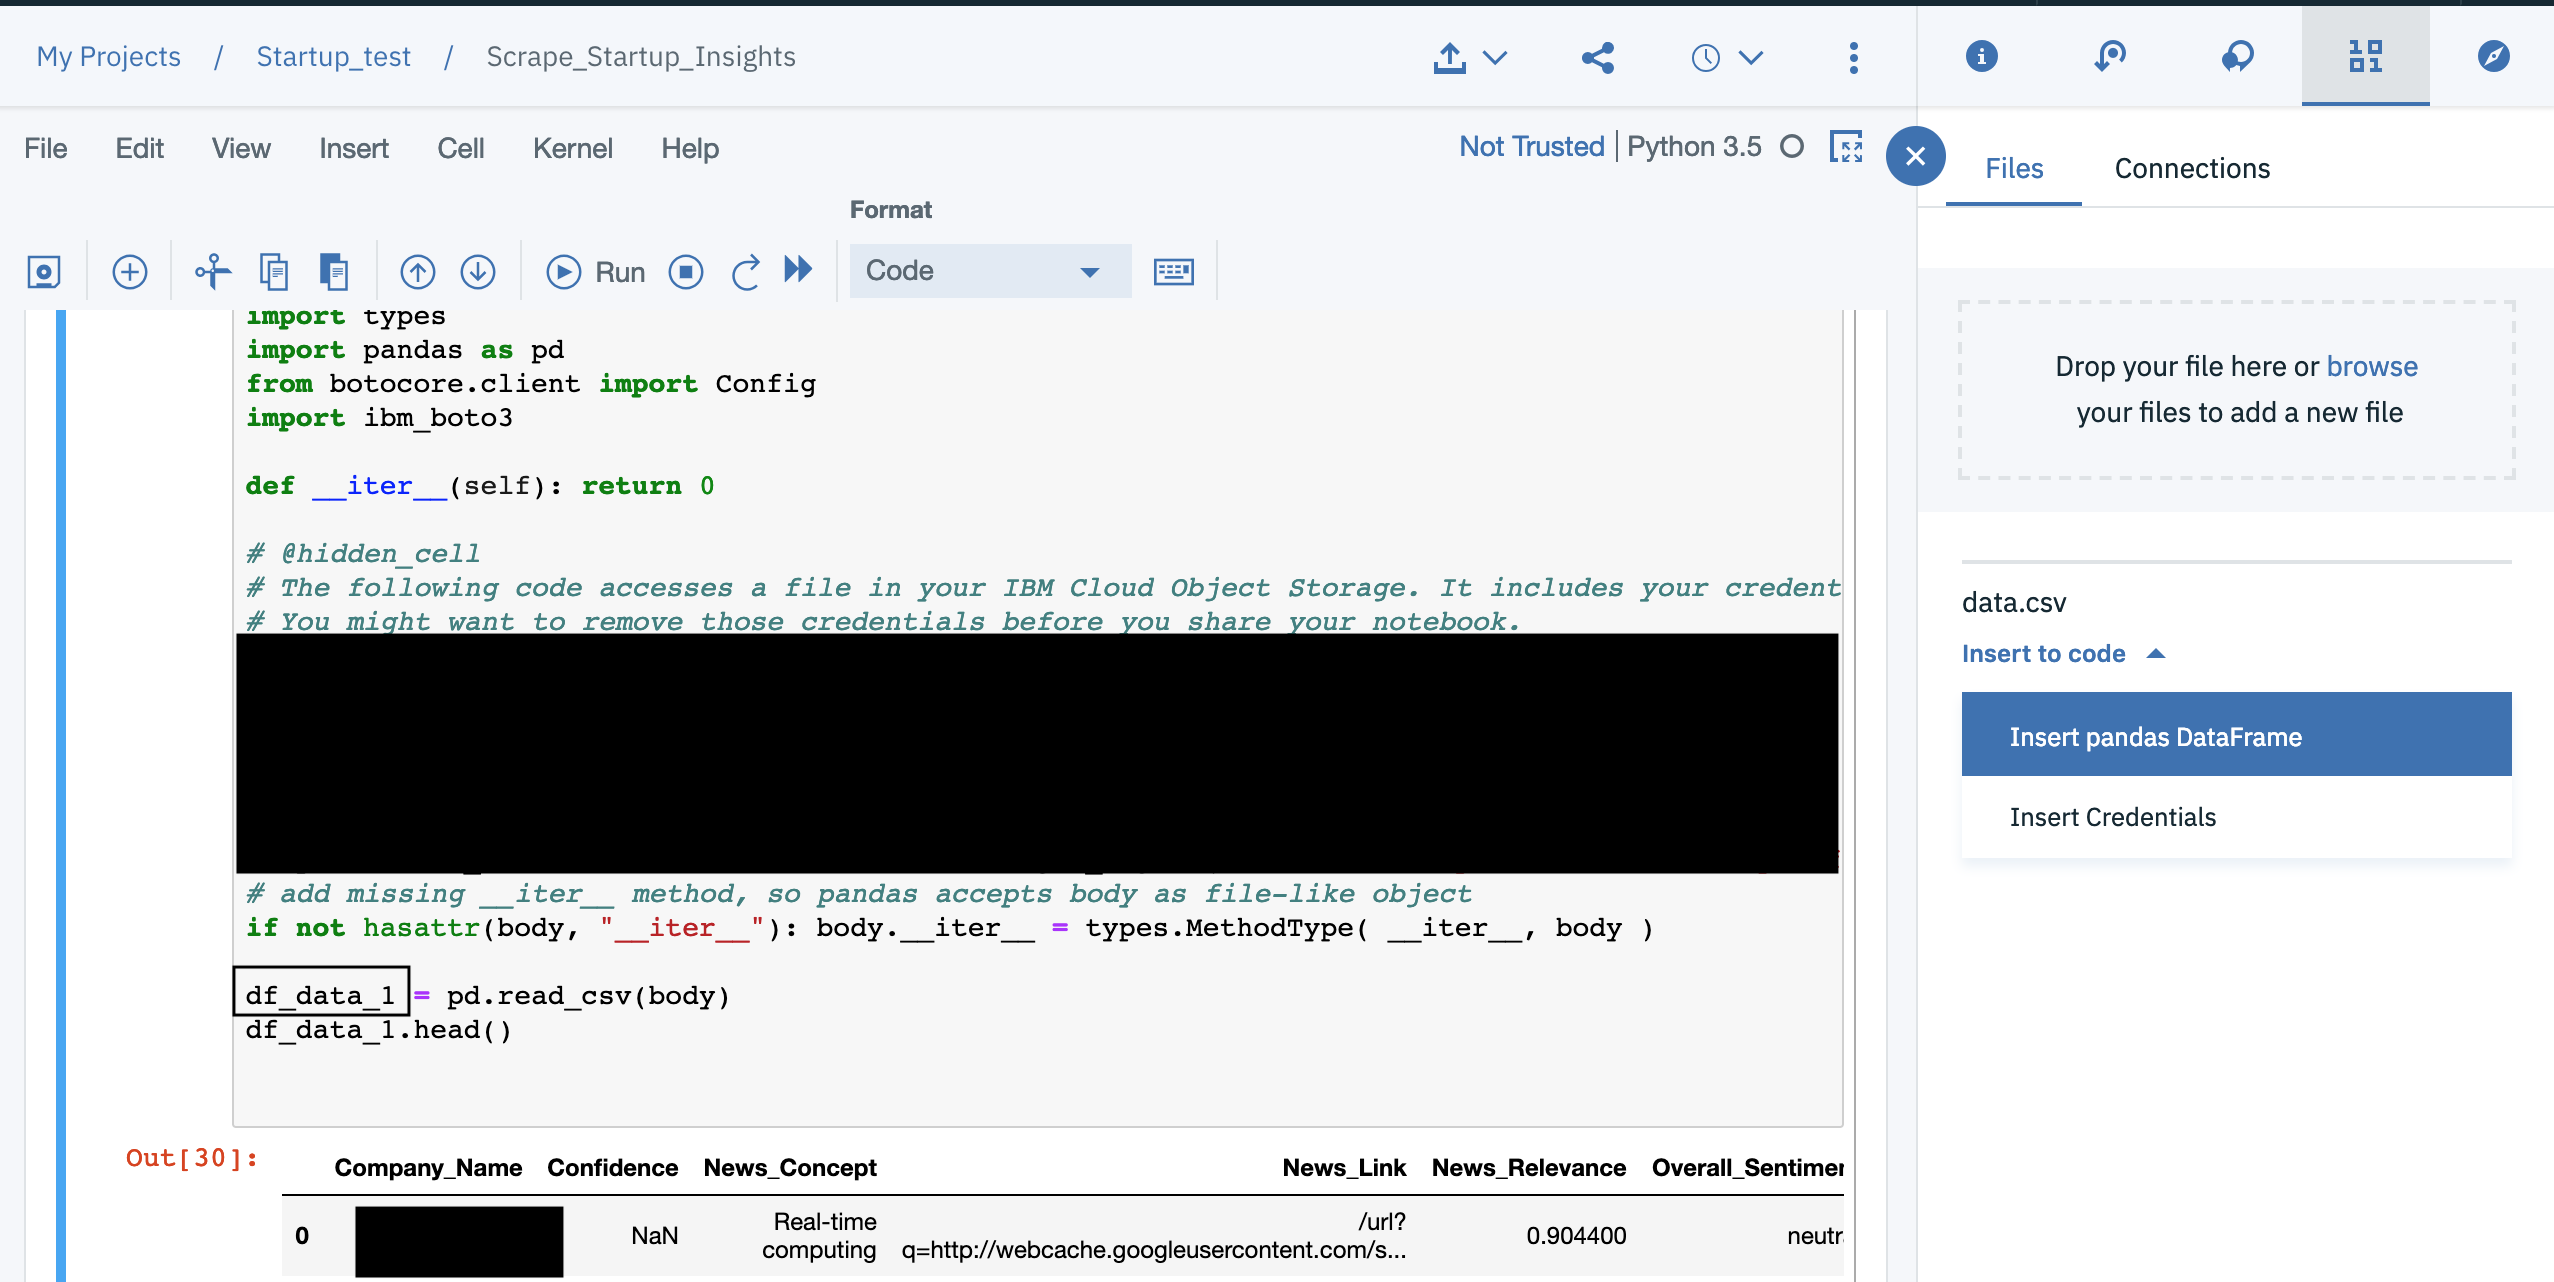 My Projects / Startup_test / Scrape_Startup_Insights
File Edit View Insert Cell Kernel Help
Not Trusted | Python 3.5
Format
Run
Code
import types
import pandas as pd
from botocore.client import Config
import ibm_boto3
def __iter__(self): return 0
# @hidden_cell
# The following code accesses a file in your IBM Cloud Object Storage. It includes your credent
# You might want to remove those credentials before you share your notebook.
# add missing __iter__ method, so pandas accepts body as file-like object
if not hasattr(body, "__iter__"): body.__iter__ = types.MethodType( __iter__, body )
df_data_1 = pd.read_csv(body)
df_data_1.head()
Out[30]:
Company_Name Confidence News_Concept News_Link News_Relevance Overall_Sentimen
0 NaN Real-time computing /url?q=http://webcache.googleusercontent.com/s... 0.904400 neutr
Files Connections
Drop your file here or browse
your files to add a new file
data.csv
Insert to code
Insert pandas DataFrame
Insert Credentials